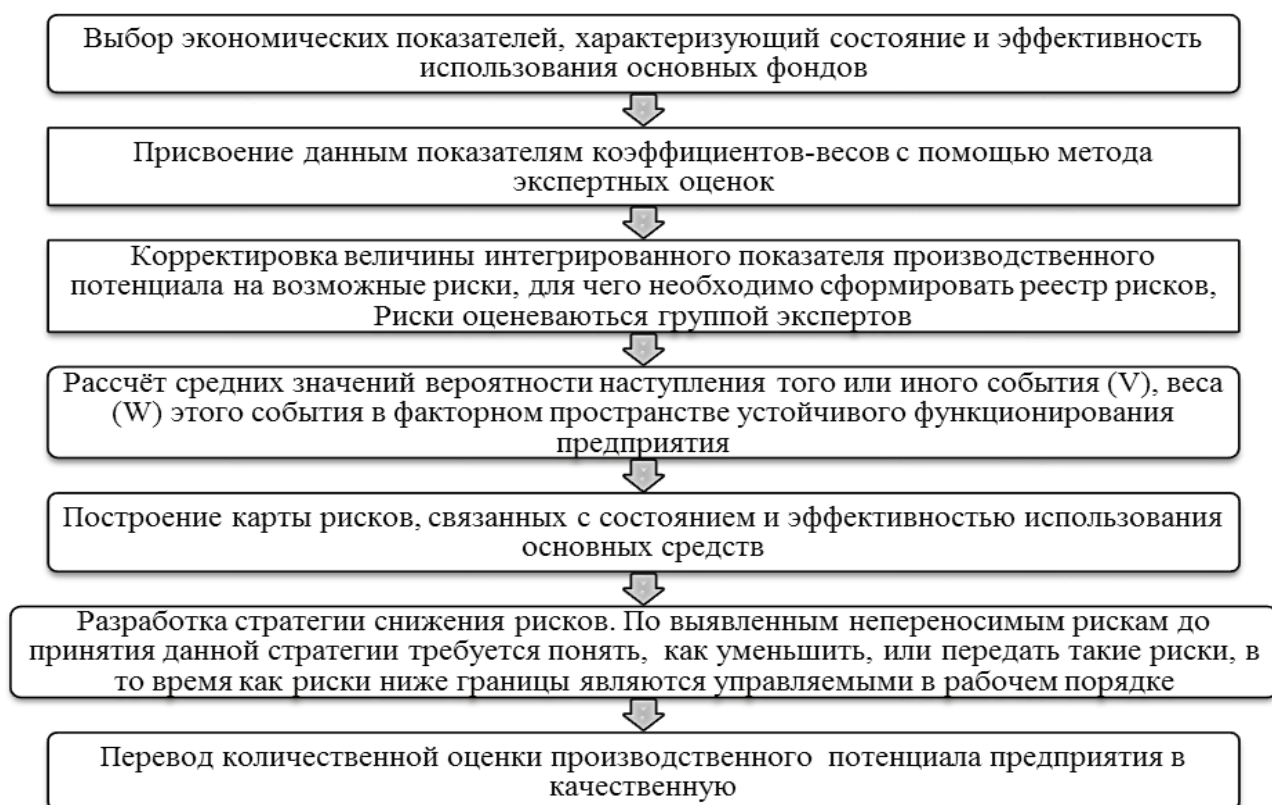 Выбор экономических показателей, характеризующий состояние и эффективность
использования основных фондов
Присвоение данным показателям коэффициентов-весов с помощью метода
экспертных оценок
Корректировка величины интегрированного показателя производственного
потенциала на возможные риски, для чего необходимо сформировать реестр рисков,
Риски оценеваються группой экспертов
Рассчёт средних значений вероятности наступления того или иного события (V), веса
(W) этого события в факторном пространстве устойчивого функционирования
предприятия
Построение карты рисков, связанных с состоянием и эффективностью использования
основных средств
Разработка стратегии снижения рисков. По выявленным непереносимым рискам до
принятия данной стратегии требуется понять, как уменьшить, или передать такие риски, в
то время как риски ниже границы являются управляемыми в рабочем порядке
Перевод количественной оценки производственного потенциала предприятия в
качественную